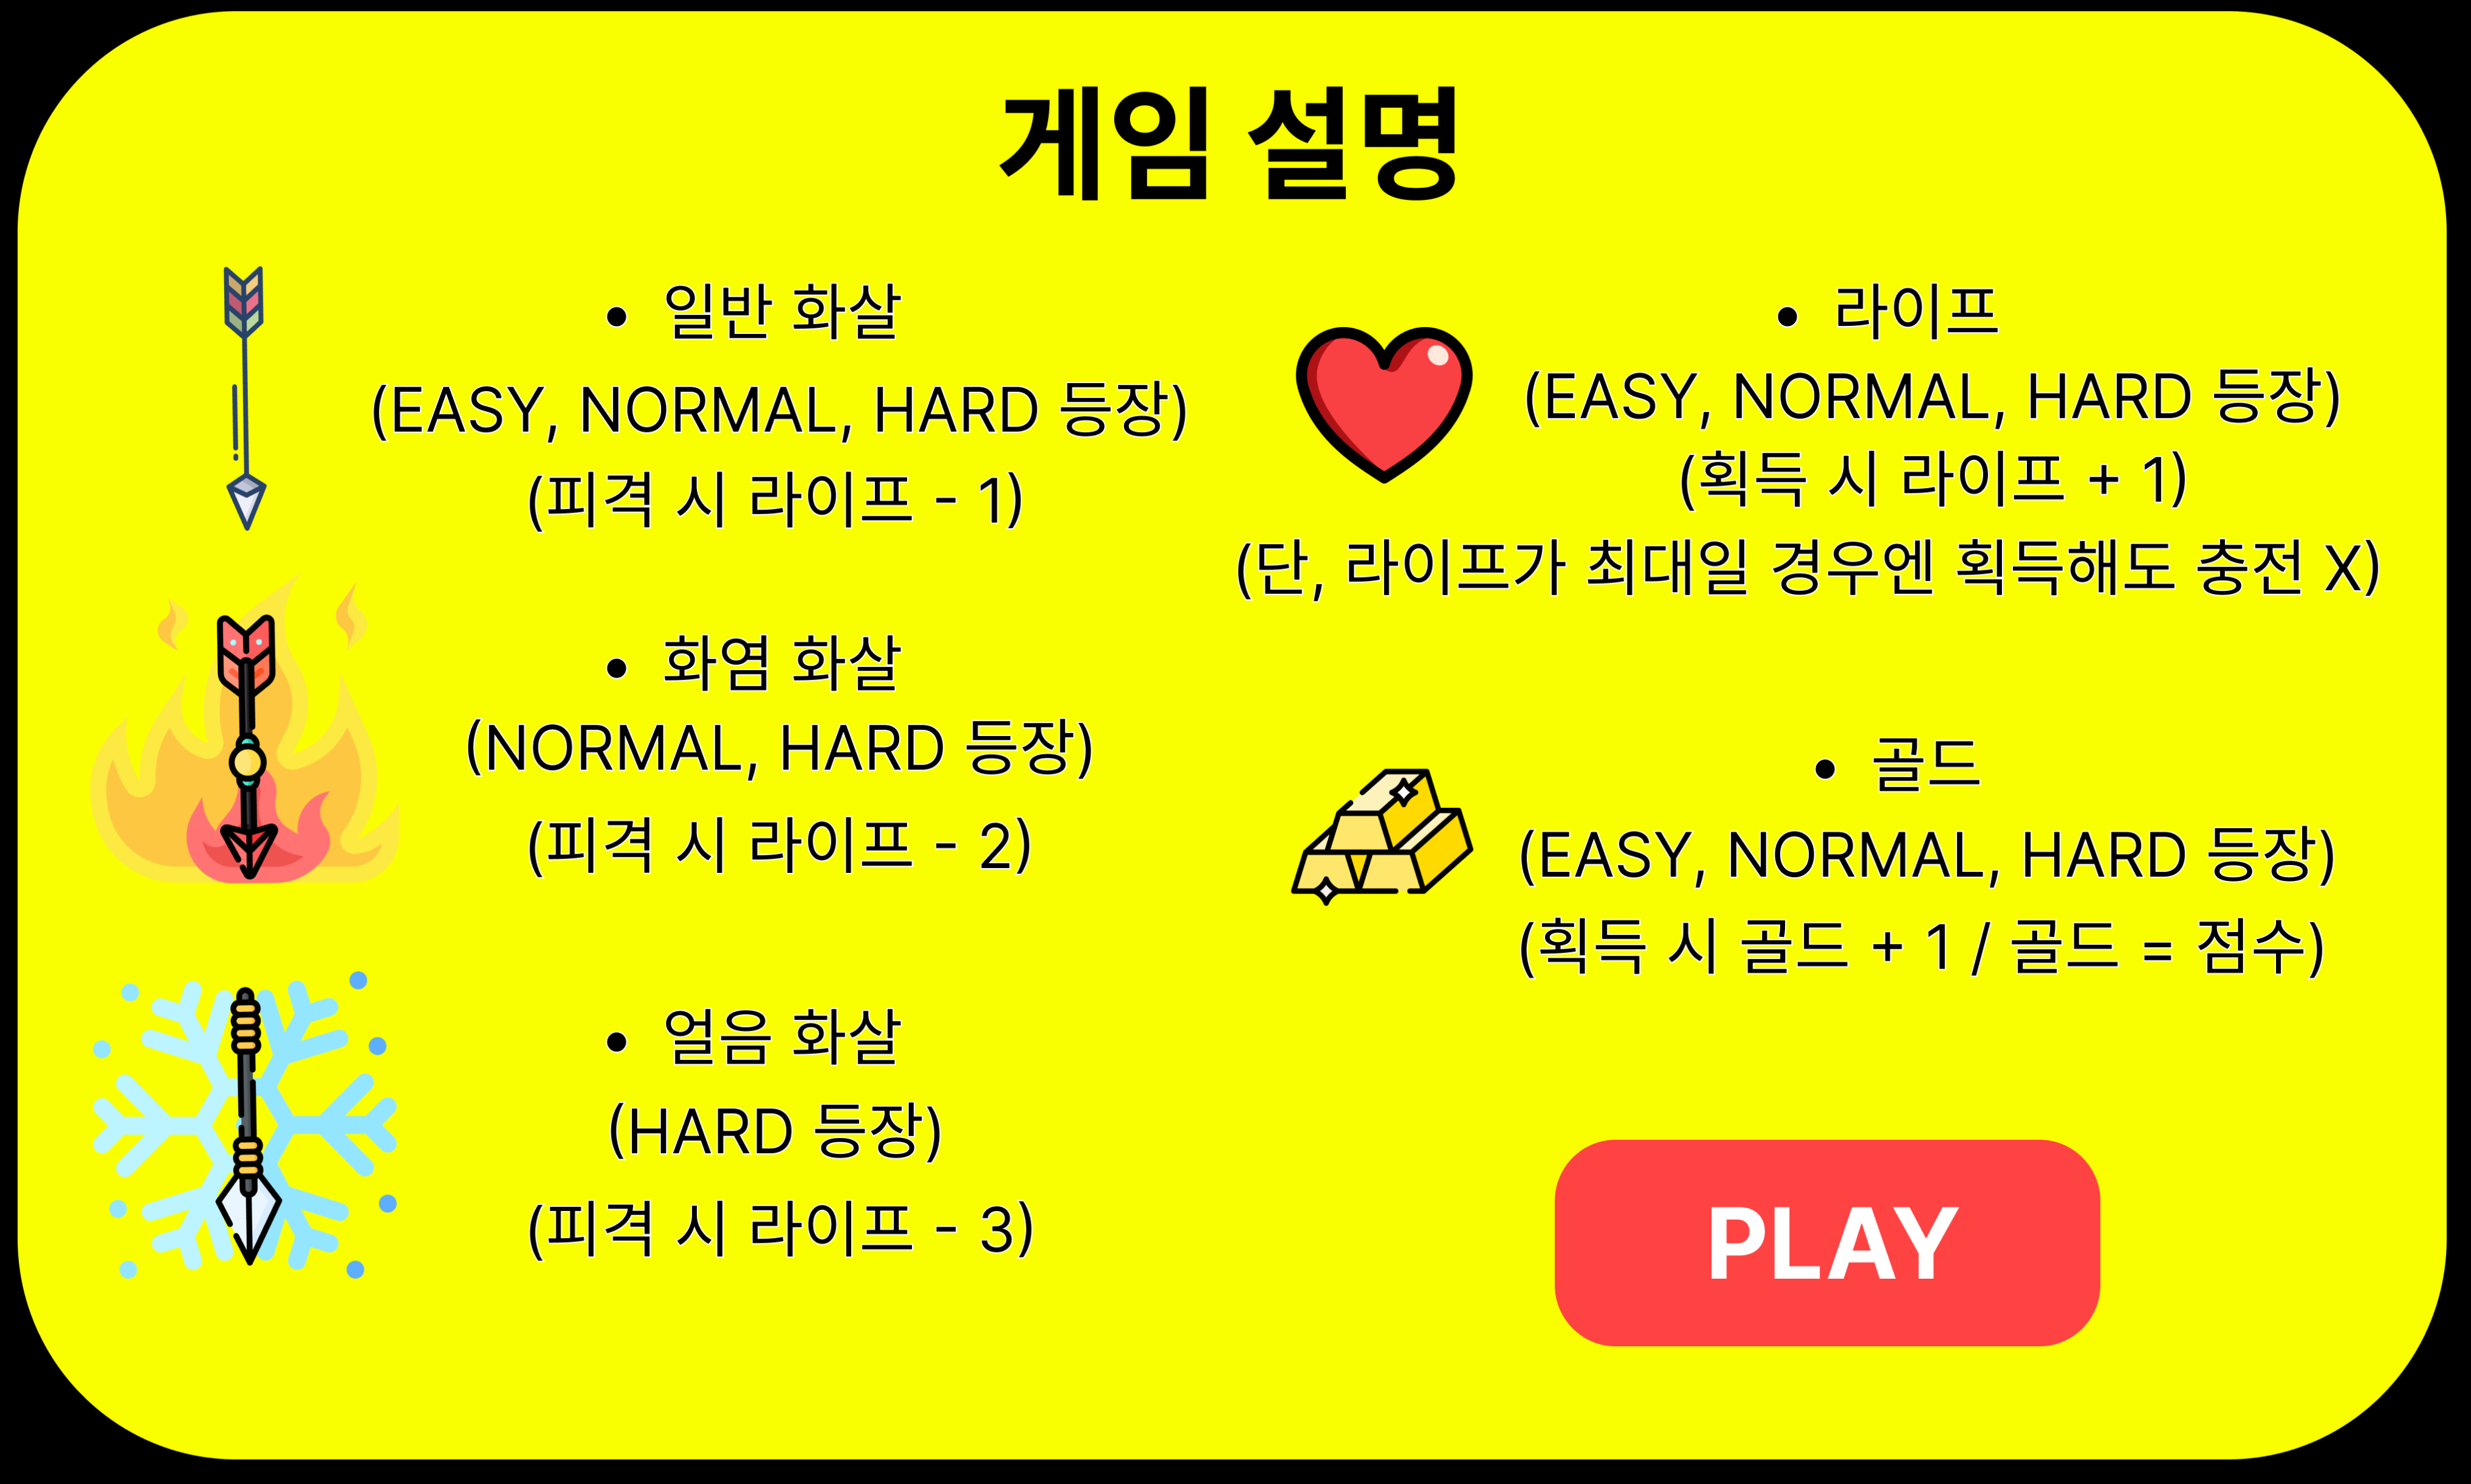 게임 설명
• 일반 화살
(EASY, NORMAL, HARD 등장)
(피격 시 라이프 - 1)
• 화염 화살
(NORMAL, HARD 등장)
(피격 시 라이프 - 2)
• 얼음 화살
(HARD 등장)
(피격 시 라이프 - 3)
• 라이프
(EASY, NORMAL, HARD 등장)
(획득 시 라이프 + 1)
(단, 라이프가 최대일 경우엔 획득해도 충전 X)
• 골드
(EASY, NORMAL, HARD 등장)
(획득 시 골드 + 1 / 골드 = 점수)
PLAY